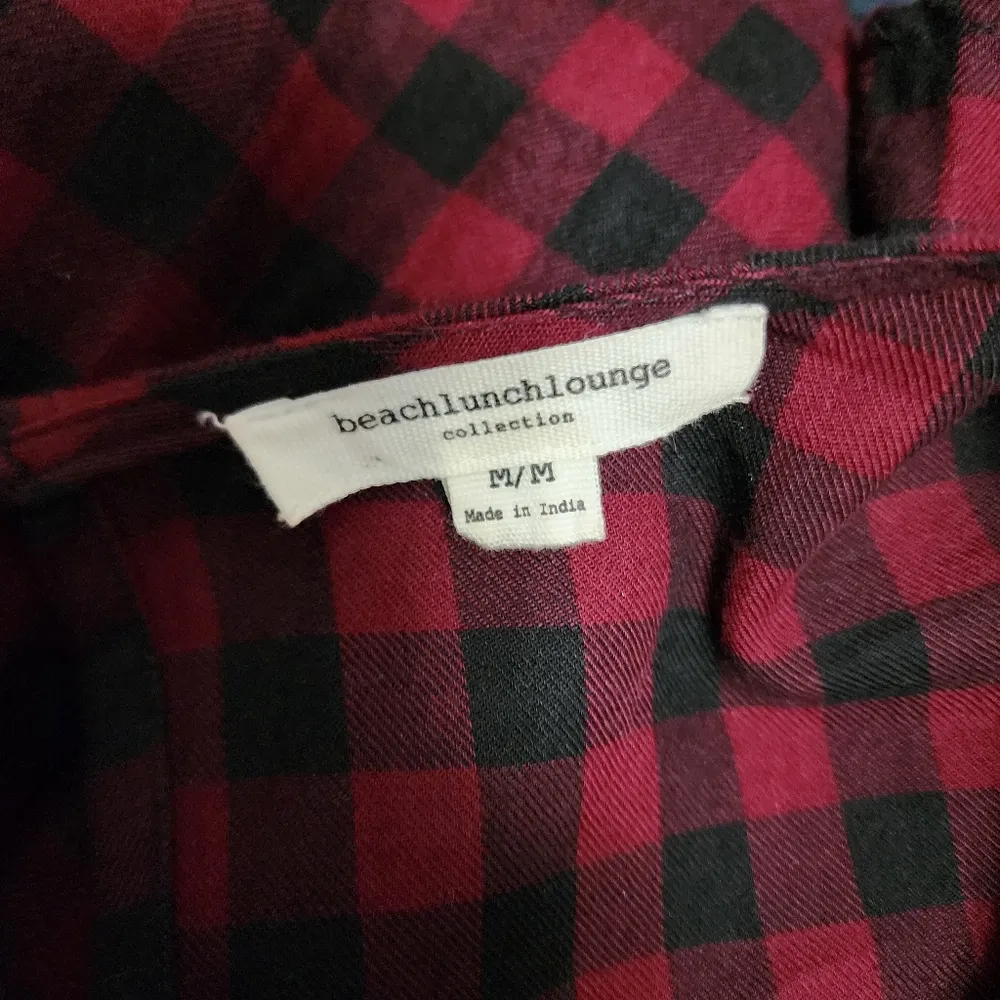 beachlunchlounge
collection
M/M
Made in India